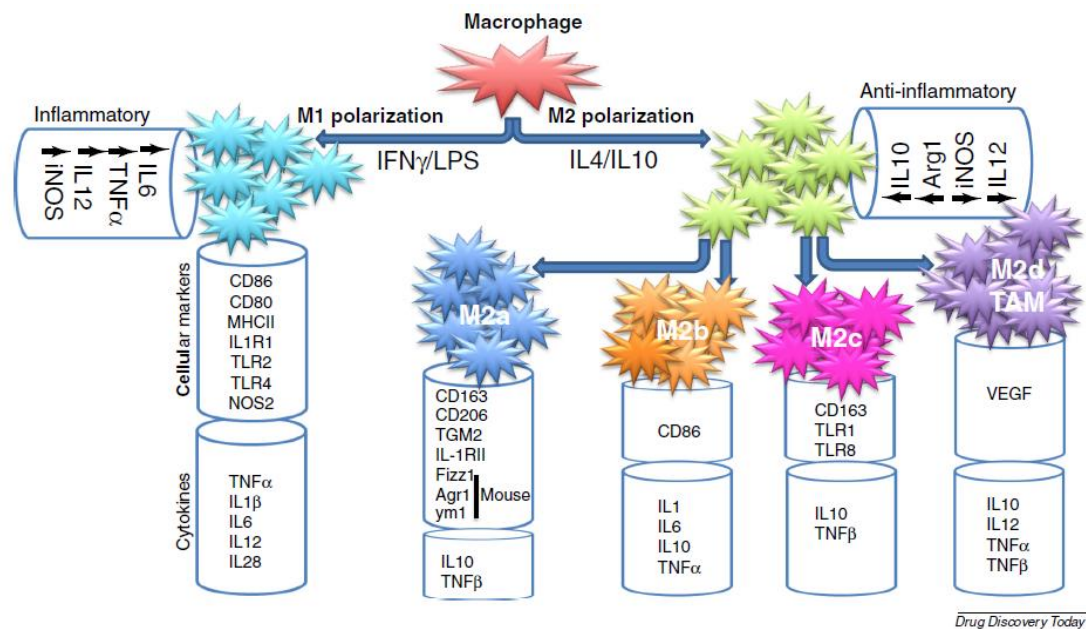 Macrophage
Inflammatory
M1 polarization
M2 polarization
Anti-inflammatory
IFNγ/LPS
IL4/IL10
iNOS
IL12
TNFα
IL6
IL10
Arg1
iNOS
IL12
Cellular markers
CD86
CD80
MHCII
IL1R1
TLR2
TLR4
NOS2
Cytokines
TNFα
IL1β
IL6
IL12
IL28
M2a
CD163
CD206
TGM2
IL-1RII
Fizz1
Agr1 Mouse
ym1
IL10
TNFβ
M2b
CD86
IL1
IL6
IL10
TNFα
M2c
CD163
TLR1
TLR8
IL10
TNFβ
M2d
TAM
VEGF
IL10
IL12
TNFα
TNFβ
Drug Discovery Today